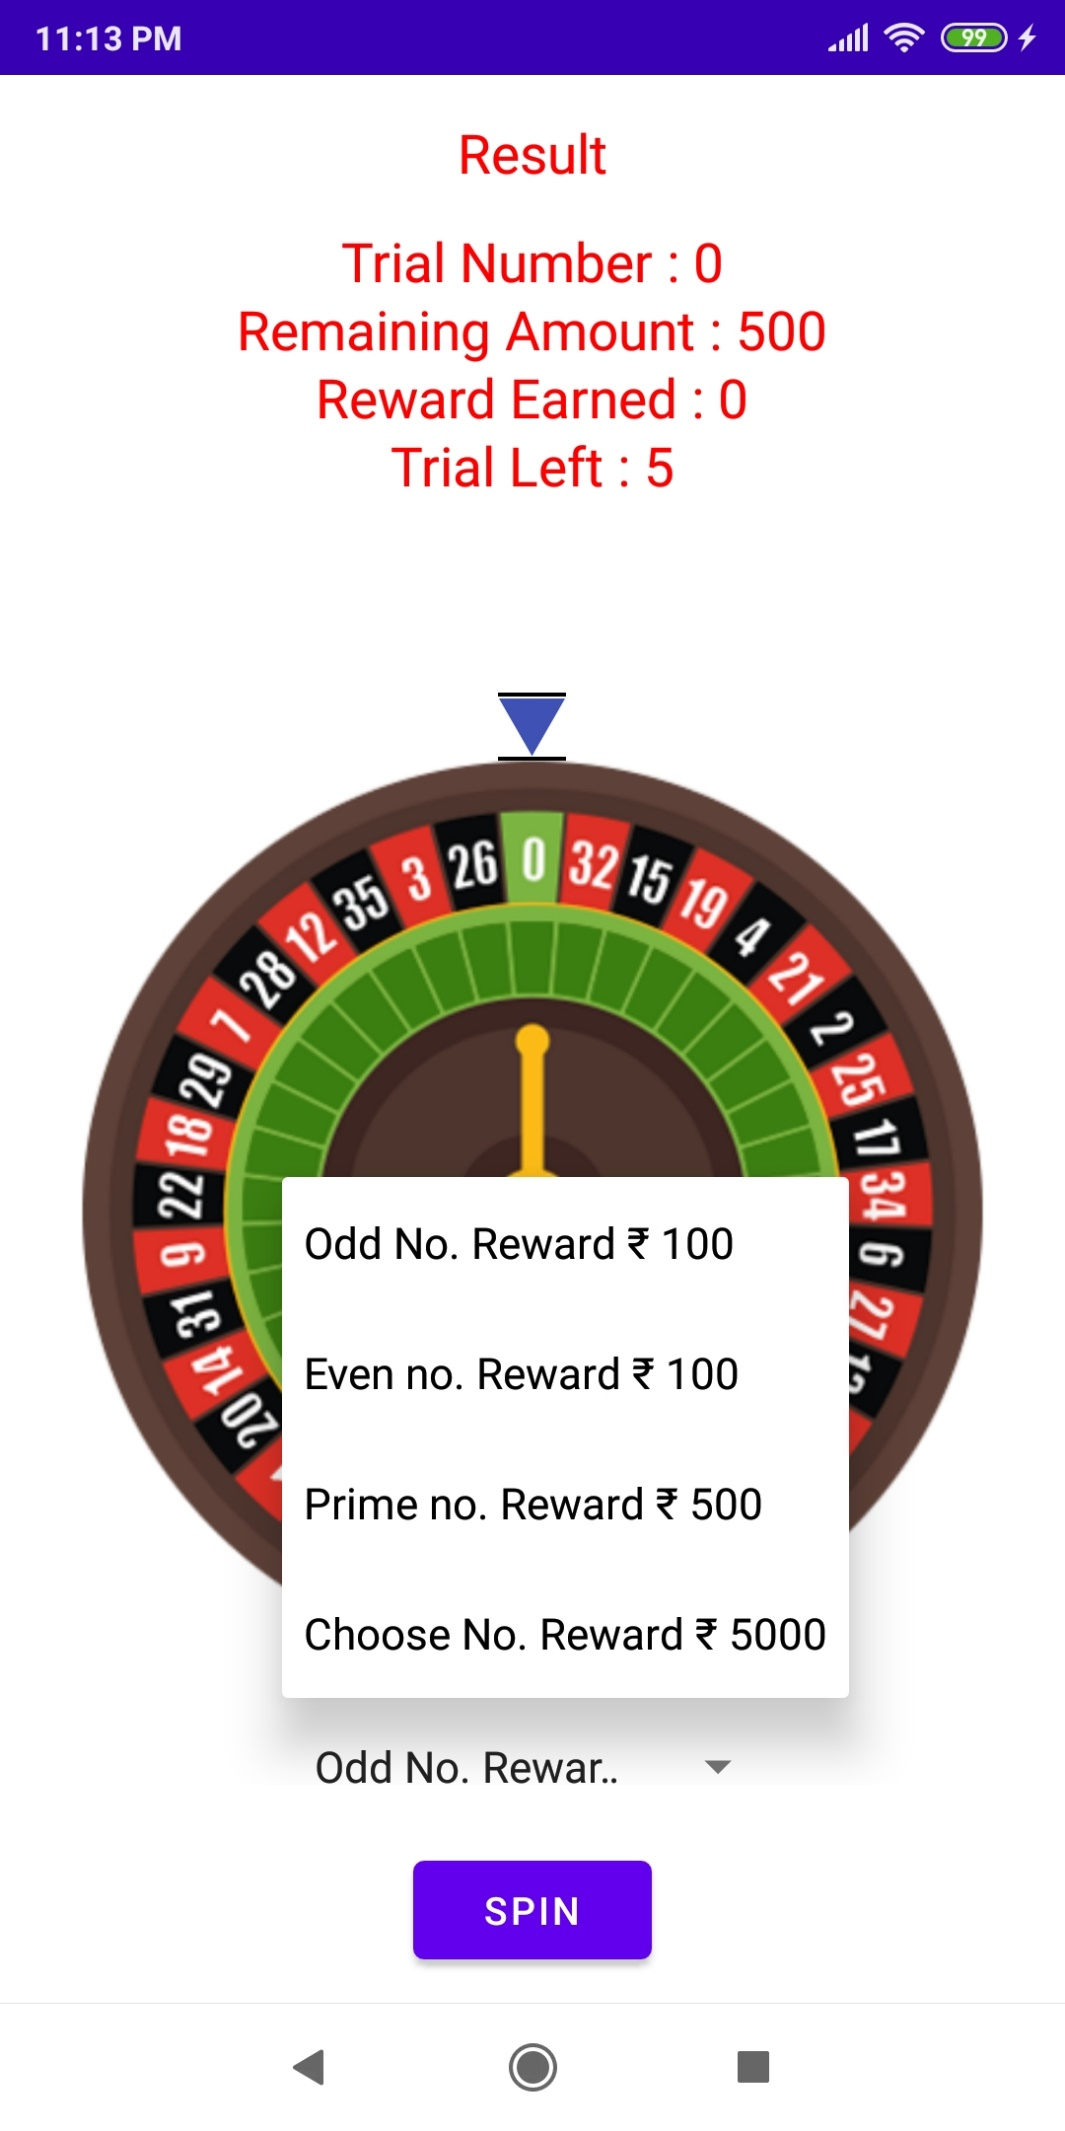 11:13 PM
99
Result
Trial Number : 0
Remaining Amount : 500
Reward Earned : 0
Trial Left : 5
26
0
32
15
19
4
21
2
25
17
34
6
27
3
35
12
28
7
29
18
22
9
31
14
20
Odd No. Reward ₹ 100
Even no. Reward ₹ 100
Prime no. Reward ₹ 500
Choose No. Reward ₹ 5000
Odd No. Rewar..
SPIN